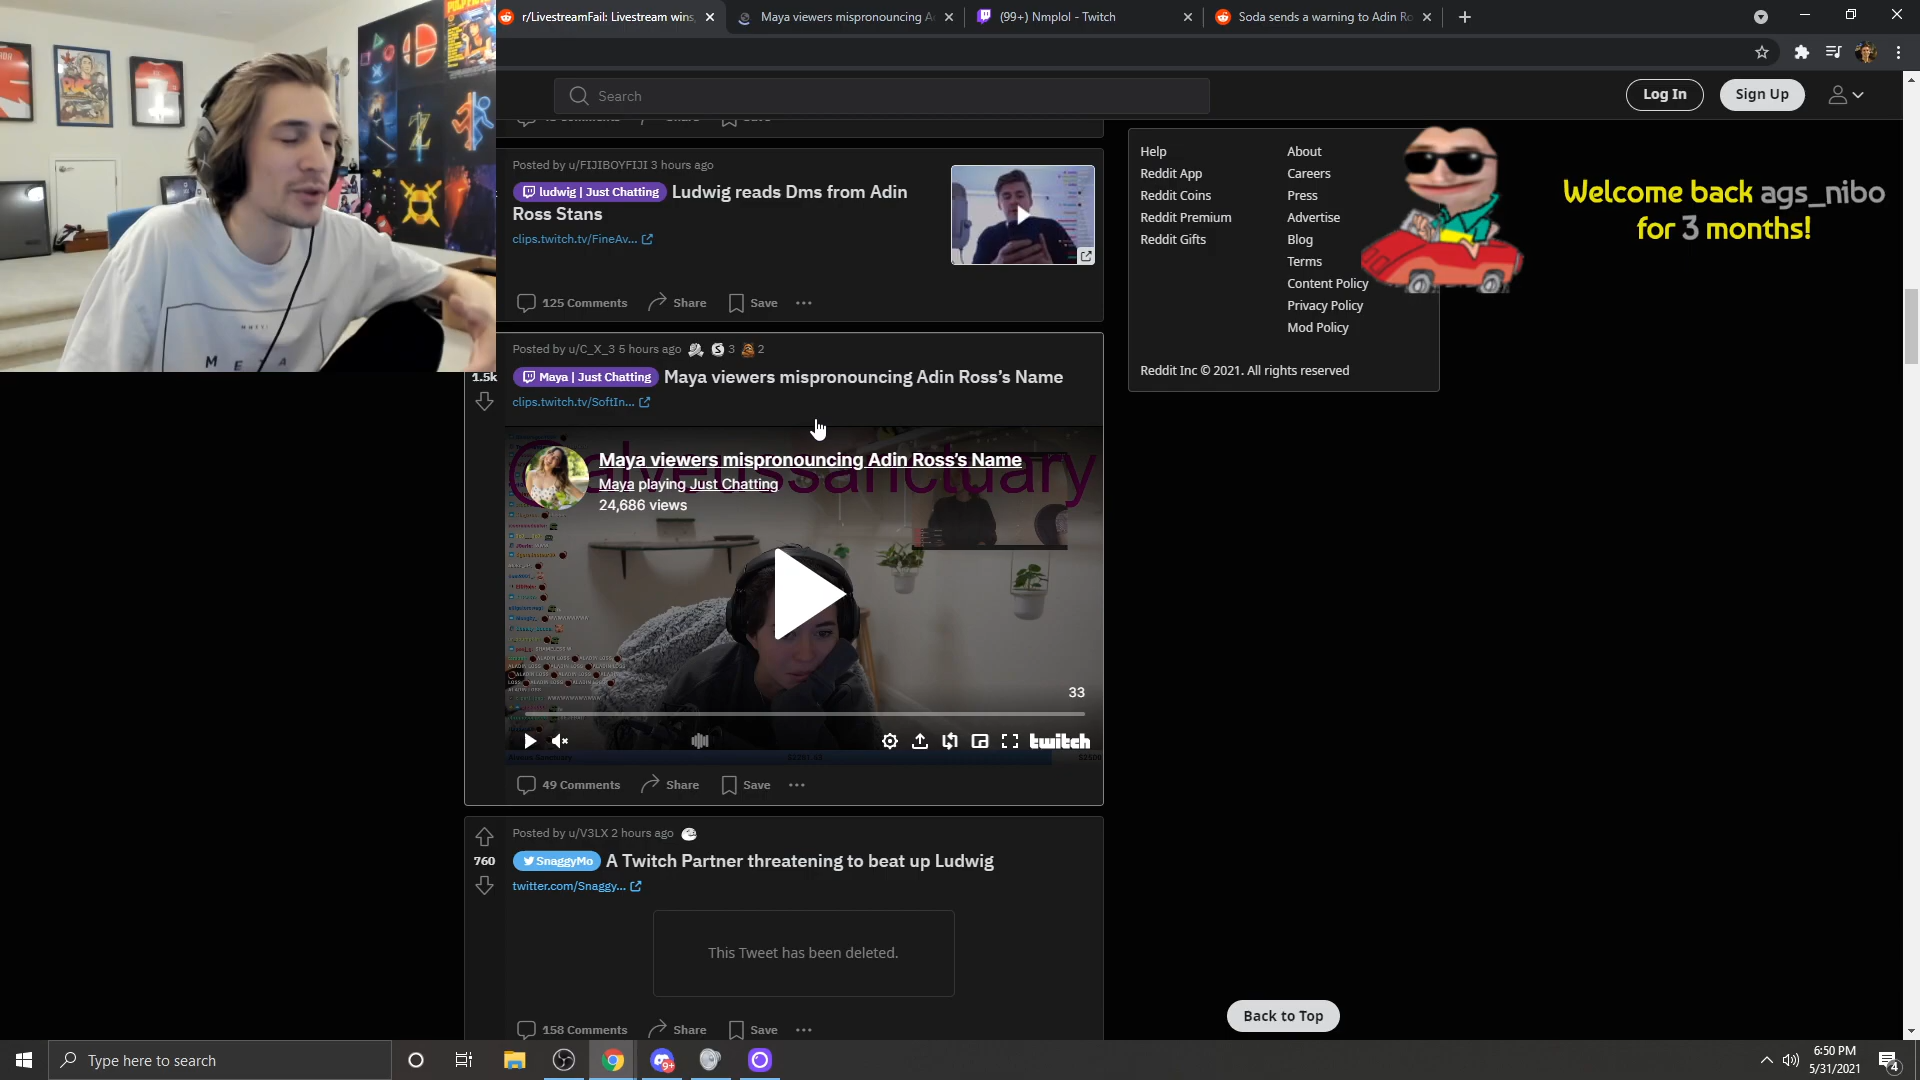 r/LivestreamFail: Livestream wins,
Maya viewers mispronouncing A
(99+) Nmplol - Twitch
Soda sends a warning to Adin Ro
Search
Log In
Sign Up
Share
Posted by u/FIJIBOYFIJI 3 hours ago
ludwig | Just Chatting Ludwig reads Dms from Adin
Ross Stans
clips.twitch.tv/FineAv...
125 Comments Share Save
Help
Reddit App
Reddit Coins
Reddit Premium
Reddit Gifts
About
Careers
Press
Advertise
Blog
Terms
Content Policy
Privacy Policy
Mod Policy
Reddit Inc © 2021. All rights reserved
Welcome back ags_nibo
for 3 months!
Posted by u/C_X_3 5 hours ago 3 2
1.5k
Maya | Just Chatting Maya viewers mispronouncing Adin Ross's Name
clips.twitch.tv/SoftIn...
@alveussanctuary
Maya viewers mispronouncing Adin Ross's Name
Maya playing Just Chatting
24,686 views
33
twitch
49 Comments Share Save
Posted by u/V3LX 2 hours ago
760
SnaggyMo A Twitch Partner threatening to beat up Ludwig
twitter.com/Snaggy...
This Tweet has been deleted.
158 Comments Share Save
Back to Top
Type here to search
9+
6:50 PM
5/31/2021
4